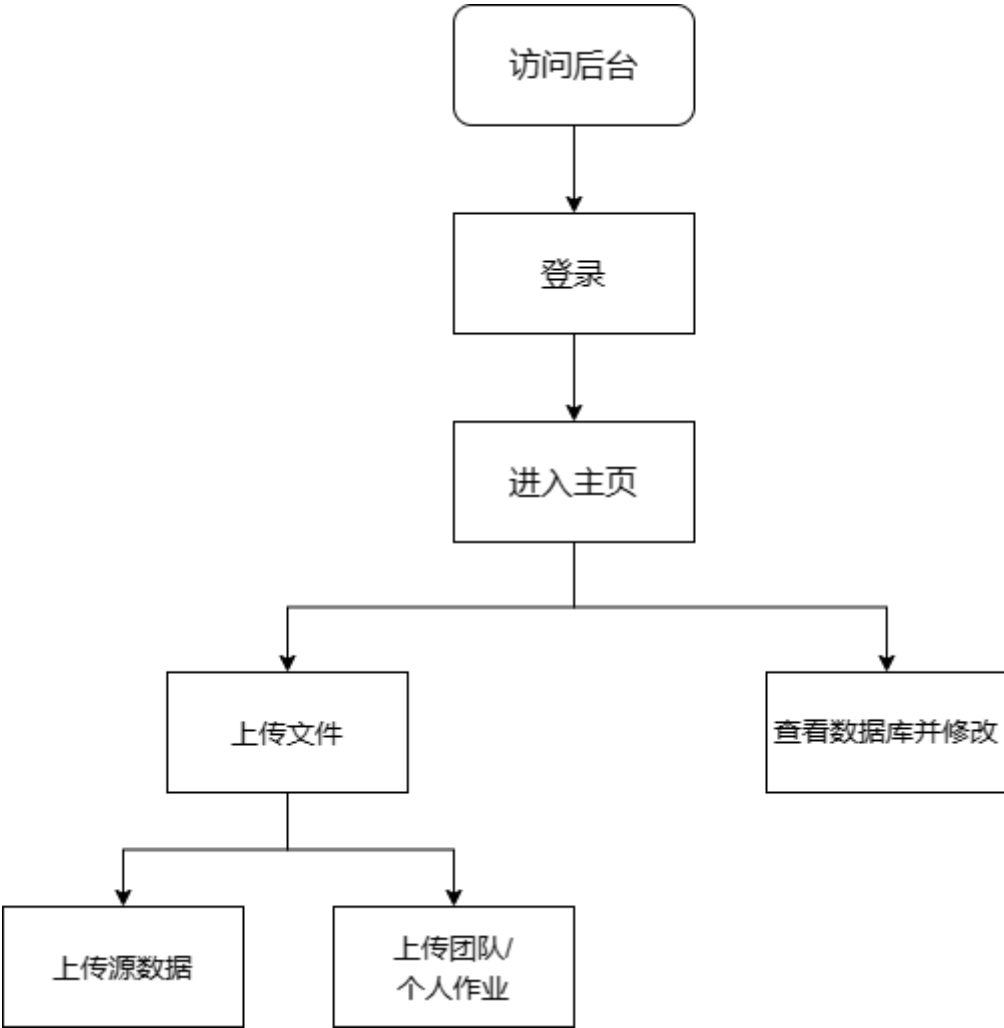 访问后台
登录
进入主页
上传文件
查看数据库并修改
上传源数据
上传团队/
个人作业